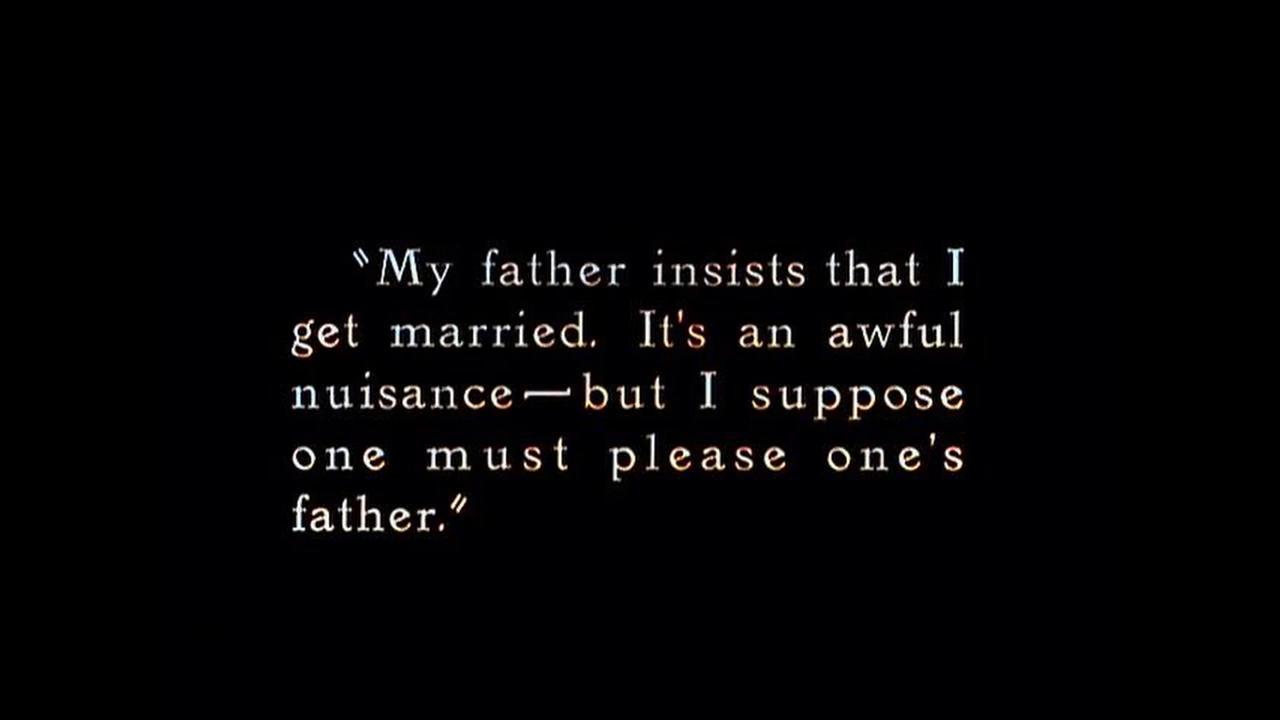 "My father insists that I
get married. It's an awful
nuisance—but I suppose
one must please one's
father."